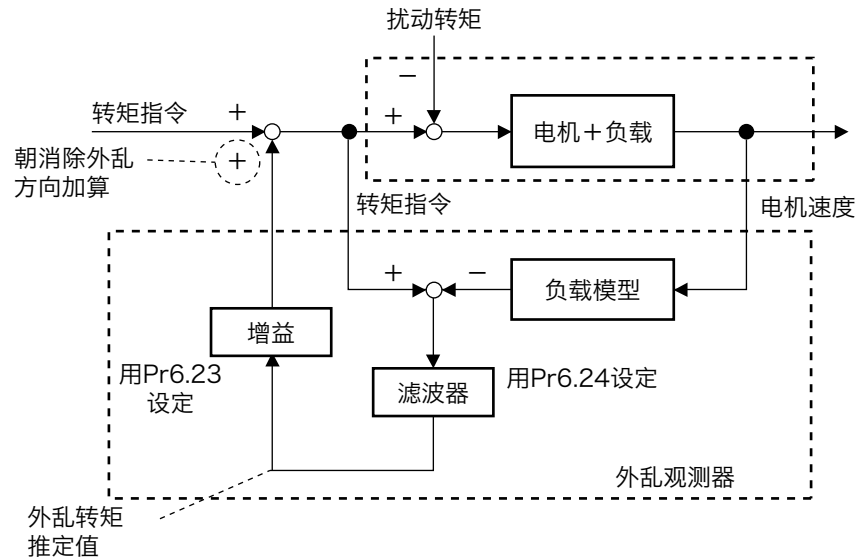 扰动转矩
−
转矩指令
+
+
电机＋负载
朝消除外乱
方向加算
+
转矩指令
电机速度
+
−
负载模型
增益
用Pr6.23
设定
滤波器
用Pr6.24设定
外乱观测器
外乱转矩
推定值